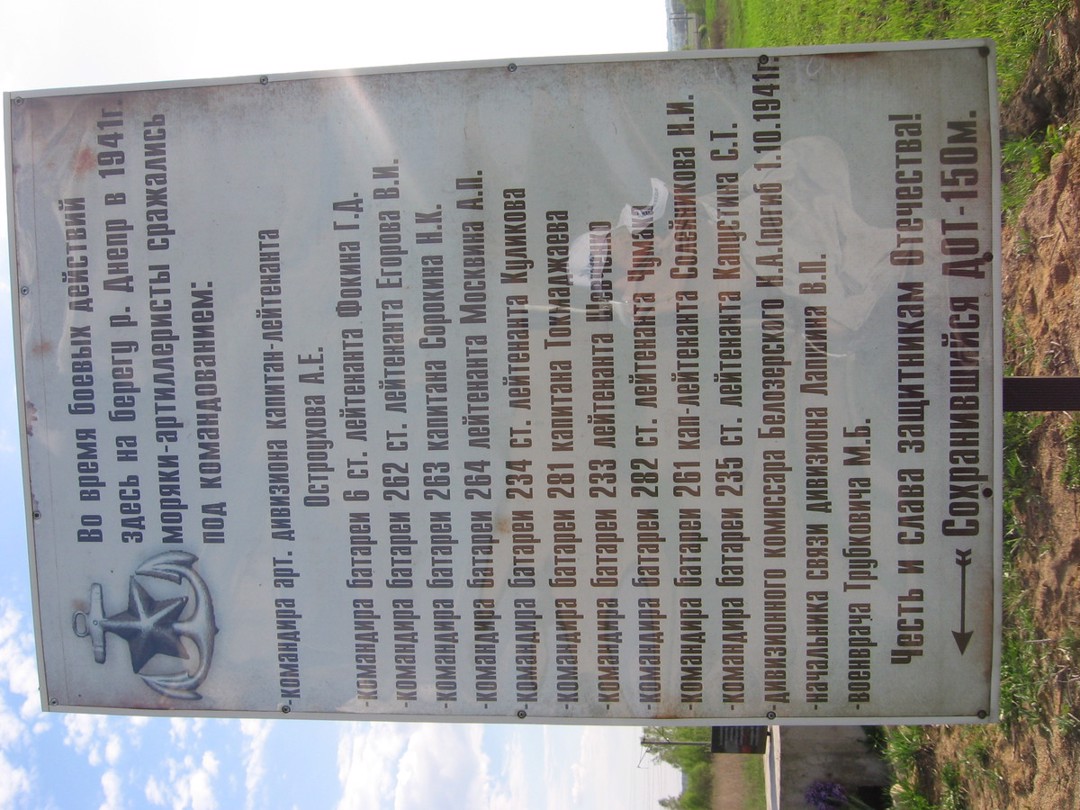 Во время боевых действий
здесь на берегу р. Днепр в 1941г.
моряки-артиллеристы сражались
под командованием:
-командира арт. дивизиона капитан-лейтенанта
Остроухова А.Е.
-командира батареи 6 ст. лейтенанта Фокина Г.Д.
-командира батареи 262 ст. лейтенанта Егорова В.И.
-командира батареи 263 капитана Сорокина Н.К.
-командира батареи 264 лейтенанта Москвина А.П.
-командира батареи 234 ст. лейтенанта Куликова
-командира батареи 281 капитана Токмаджаева
-командира батареи 233 лейтенанта Шевченко
-командира батареи 282 ст. лейтенанта Чумака
-командира батареи 261 кап-лейтенанта Соленикова Н.И.
-командира батареи 235 ст. лейтенанта Капустина С.Т.
-дивизионного комиссара Белозерского И.А.(погиб 1.10.1941г.
-начальника связи дивизиона Лапина В.П.
-военврача Трубковича М.Б.
Честь и слава защитникам Отечества!
« Сохранившийся ДОТ-150м.